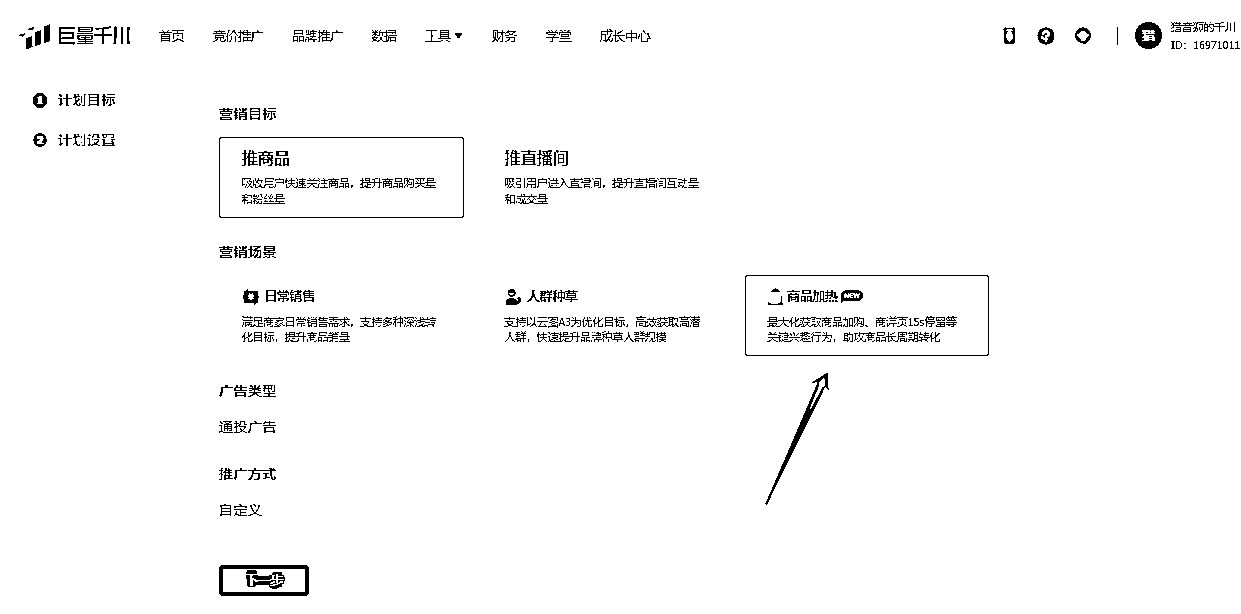 巨量千川 首页 竞价推广 品牌推广 数据 工具 财务 学堂 成长中心
猎音频的千川
ID: 16971011
1 计划目标
2 计划设置
营销目标
推商品
吸收用户快速关注商品，提升商品购买量
和粉丝量
推直播间
吸引用户进入直播间，提升直播间互动量
和成交量
营销场景
日常销售
满足商家日常销售需求，支持多种深浅转
化目标，提升商品销量
人群种草
支持以云图A3为优化目标，高效获取高潜
人群，快速提升品牌种草人群规模
商品加热 NEW
最大化获取商品加购、商详页15s停留等
关键兴趣行为，助攻商品长周期转化
广告类型
通投广告
推广方式
自定义
下一步